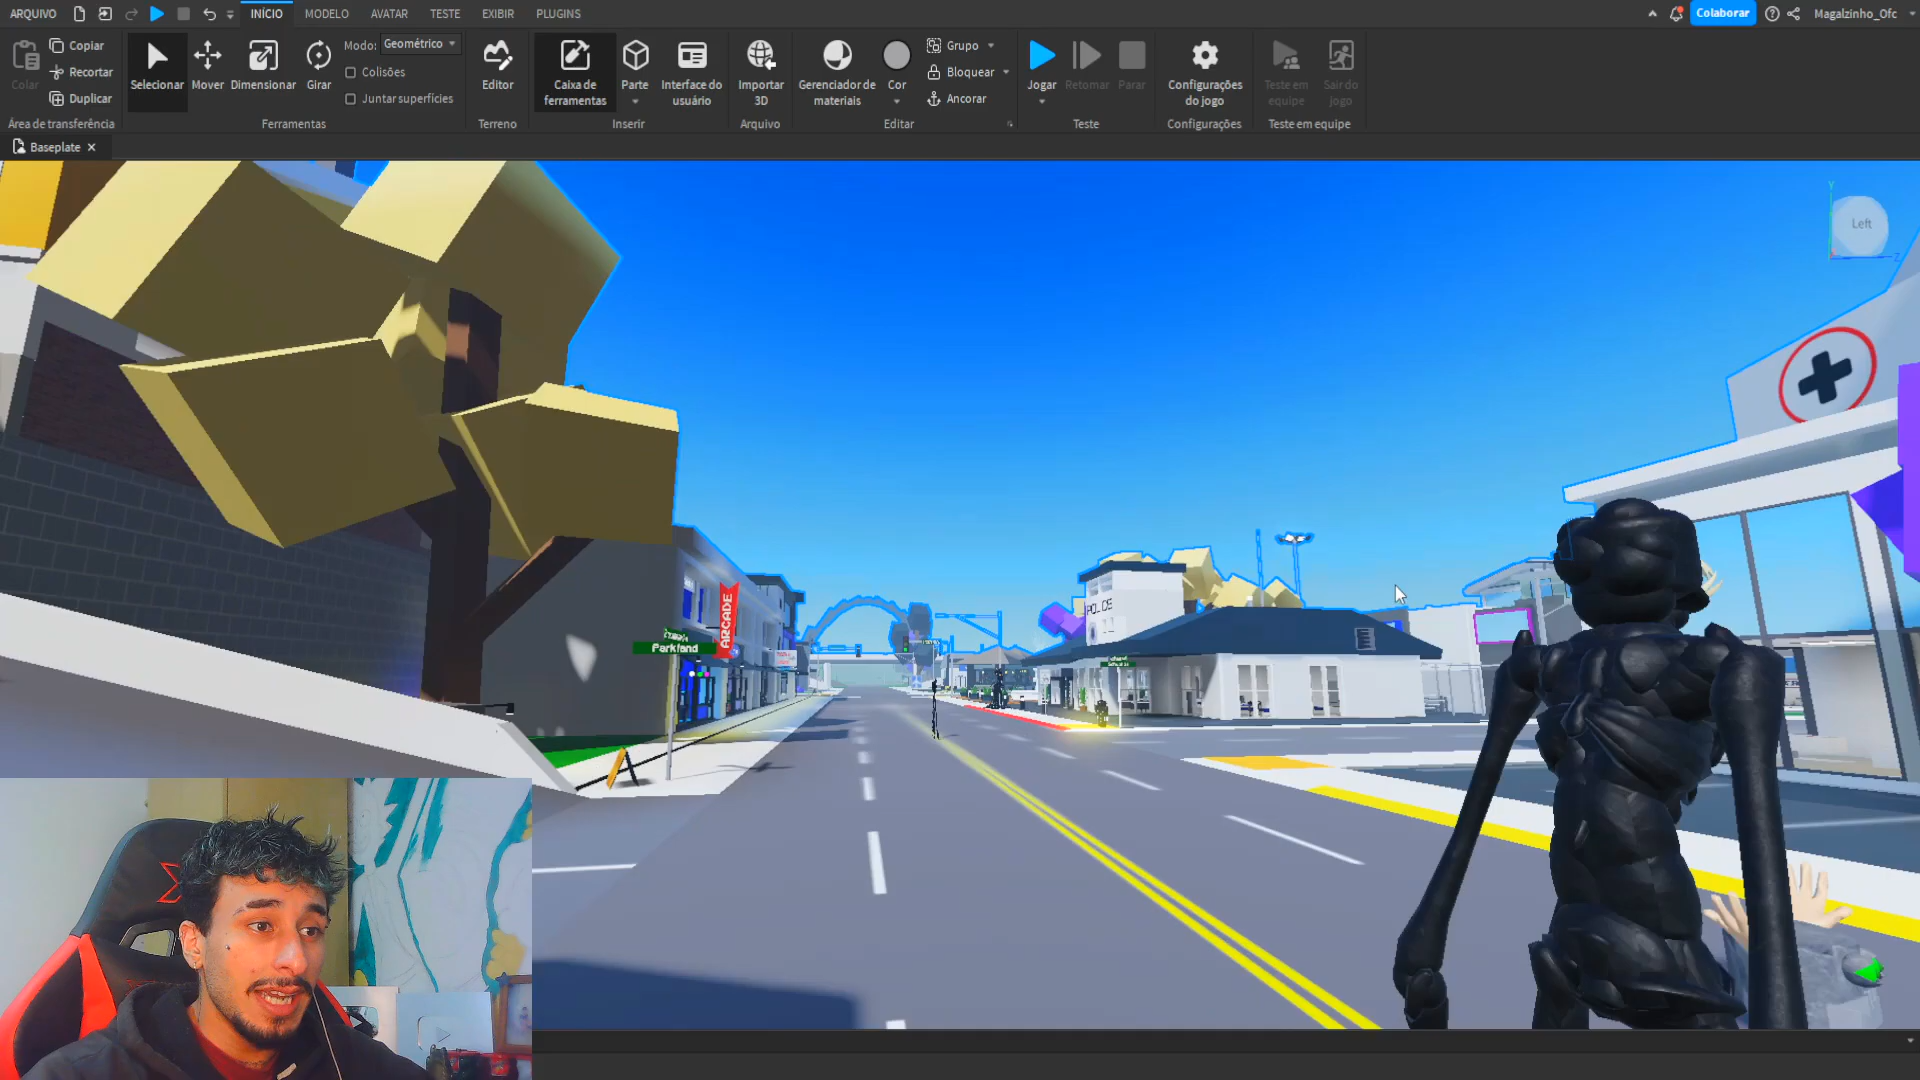 ARQUIVO INÍCIO MODELO AVATAR TESTE EXIBIR PLUGINS Colaborar Magalzinho_Ofc
Colar
Copiar
Recortar
Duplicar
Área de transferência
Selecionar Mover Dimensionar Girar
Modo: Geométrico
Colisões
Juntar superfícies
Ferramentas
Editor
Terreno
Caixa de ferramentas
Parte
Interface do usuário
Inserir
Importar 3D
Arquivo
Gerenciador de materiais
Cor
Grupo
Bloquear
Ancorar
Editar
Jogar Retomar Parar
Teste
Configurações do jogo
Configurações
Teste em equipe
Sair do jogo
Teste em equipe
Baseplate
Left
ARCADE
Parkland